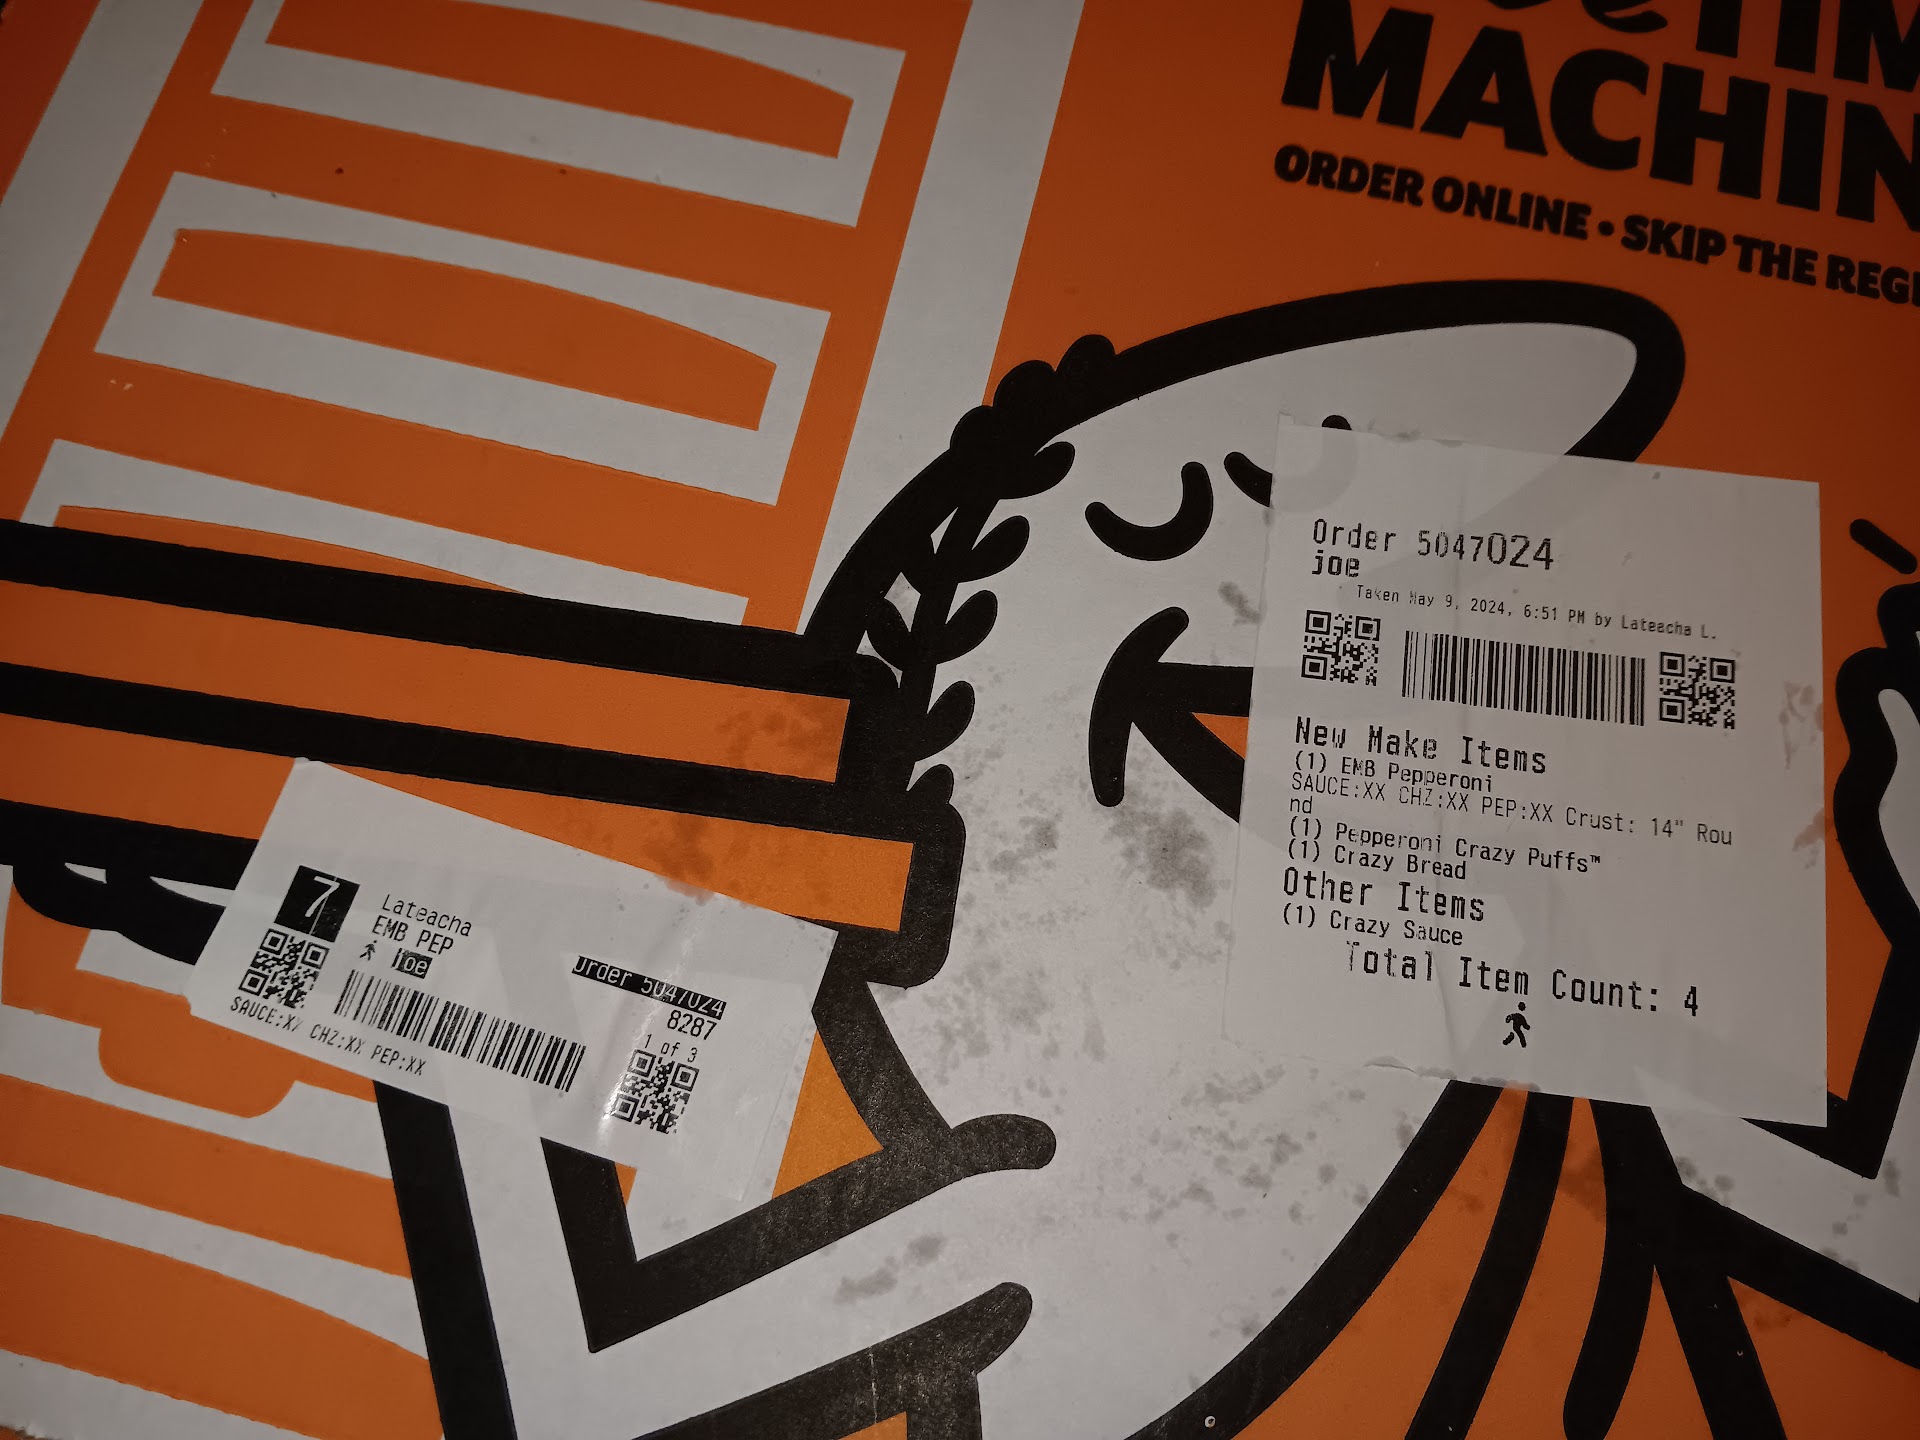 TIM
MACHIN
ORDER ONLINE • SKIP THE REGI
Order 5047024
joe
Taken May 9, 2024, 6:51 PM by Lateacha L.
New Make Items
(1) EMB Pepperoni
SAUCE:XX CHZ:XX PEP:XX Crust: 14" Rou
nd
(1) Pepperoni Crazy Puffs™
(1) Crazy Bread
Other Items
(1) Crazy Sauce
Total Item Count: 4
7
Lateacha
EMB PEP
joe
Order 5047024
8287
1 of 3
SAUCE:XX CHZ:XX PEP:XX